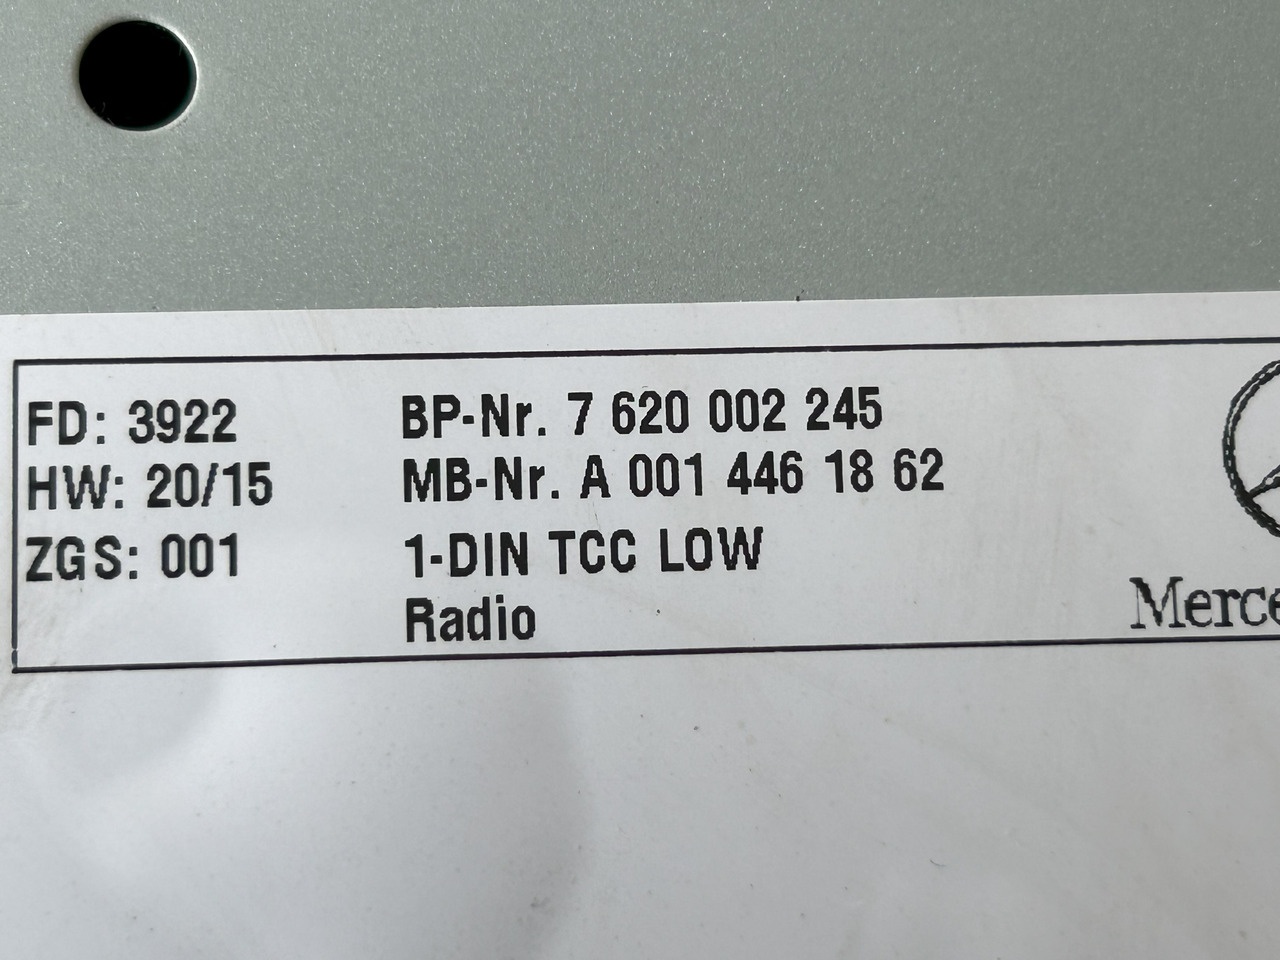 FD: 3922
HW: 20/15
ZGS: 001
BP-Nr. 7 620 002 245
MB-Nr. A 001 446 18 62
1-DIN TCC LOW
Radio
Merce